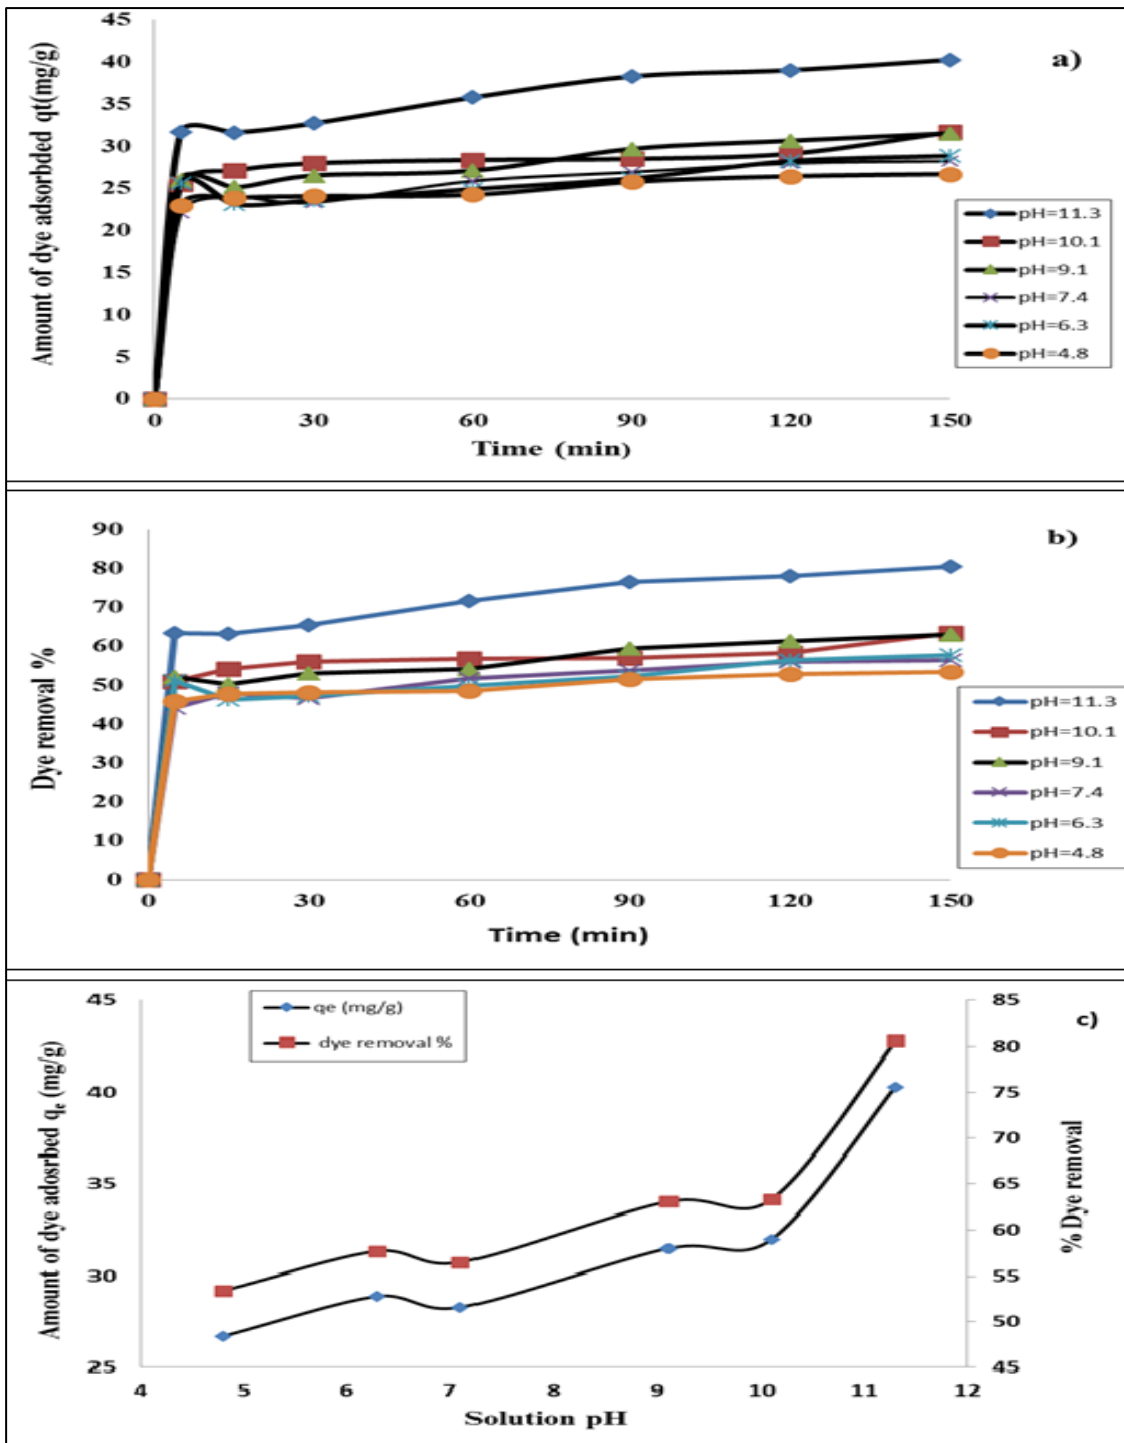 a)
Amount of dye adsorbded qt(mg/g)
45
40
35
30
25
20
15
10
5
0
0 30 60 90 120 150
Time (min)
pH=11.3
pH=10.1
pH=9.1
pH=7.4
pH=6.3
pH=4.8
b)
Dye removal %
90
80
70
60
50
40
30
20
10
0
0 30 60 90 120 150
Time (min)
pH=11.3
pH=10.1
pH=9.1
pH=7.4
pH=6.3
pH=4.8
c)
qe (mg/g)
dye removal %
Amount of dye adosrbed (mg/g)
45
40
35
30
25
85
80
75
70
65
60
55
50
45
% Dye removal
4 5 6 7 8 9 10 11 12
Solution pH